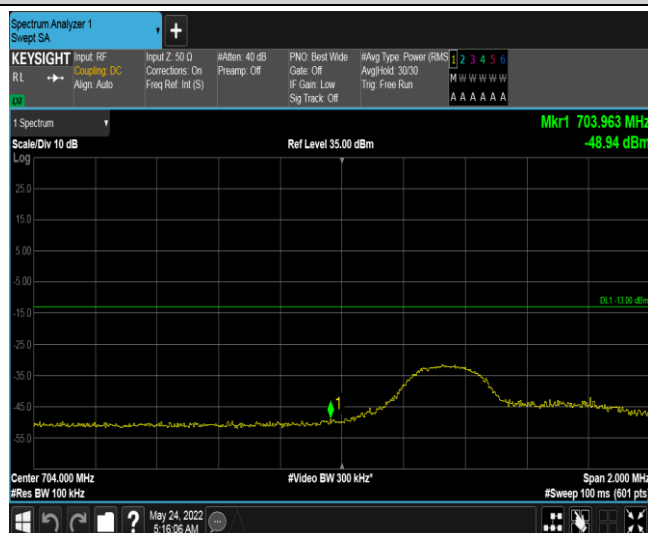 Spectrum Analyzer 1
Swept SA
+
KEYSIGHT
RL
Input: RF
Coupling: DC
Align: Auto
Input Z: 50 Ω
Corrections: On
Freq Ref: Int (S)
#Atten: 40 dB
Preamp: Off
PNO: Best Wide
Gate: Off
IF Gain: Low
Sig Track: Off
#Avg Type: Power (RMS
Avg|Hold: 30/30
Trig: Free Run
1 2 3 4 5 6
M W W W W W
A A A A A A
1 Spectrum
Scale/Div 10 dB
Ref Level 35.00 dBm
Mkr1 703.963 MHz
-48.94 dBm
Log
25.0
15.0
5.00
-5.00
DL1 -13.00 dBm
-15.0
-25.0
-35.0
-45.0
1
-55.0
Center 704.000 MHz
#Video BW 300 kHz*
Span 2.000 MHz
#Res BW 100 kHz
#Sweep 100 ms (601 pts)
?
May 24, 2022
5:16:06 AM